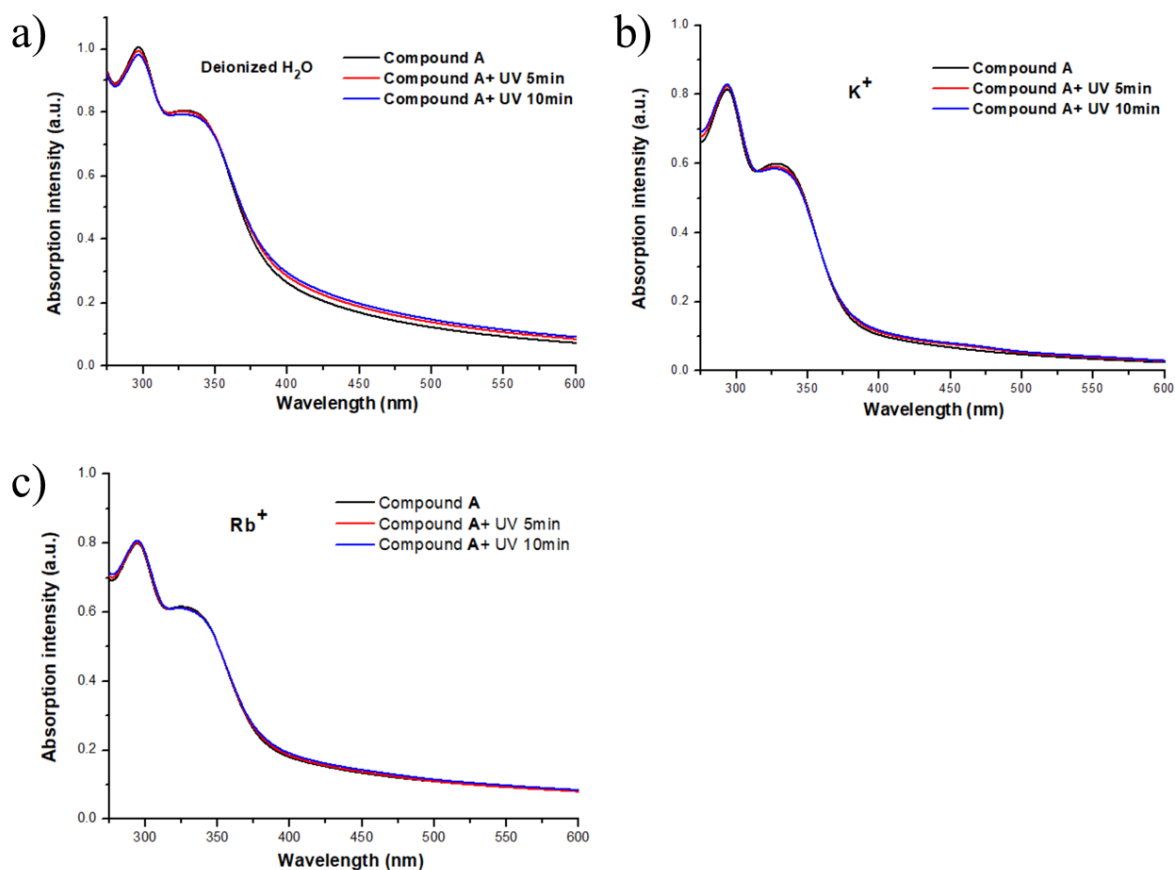 a)
Deionized H₂O
Compound A
Compound A+ UV 5min
Compound A+ UV 10min
1.0
0.8
0.6
0.4
0.2
0.0
Absorption intensity (a.u.)
300 350 400 450 500 550 600
Wavelength (nm)
b)
K⁺
Compound A
Compound A+ UV 5min
Compound A+ UV 10min
1.0
0.8
0.6
0.4
0.2
0.0
Absorption intensity (a.u.)
300 350 400 450 500 550 600
Wavelength (nm)
c)
Rb⁺
Compound A
Compound A+ UV 5min
Compound A+ UV 10min
1.0
0.8
0.6
0.4
0.2
0.0
Absorption intensity (a.u.)
300 350 400 450 500 550 600
Wavelength (nm)